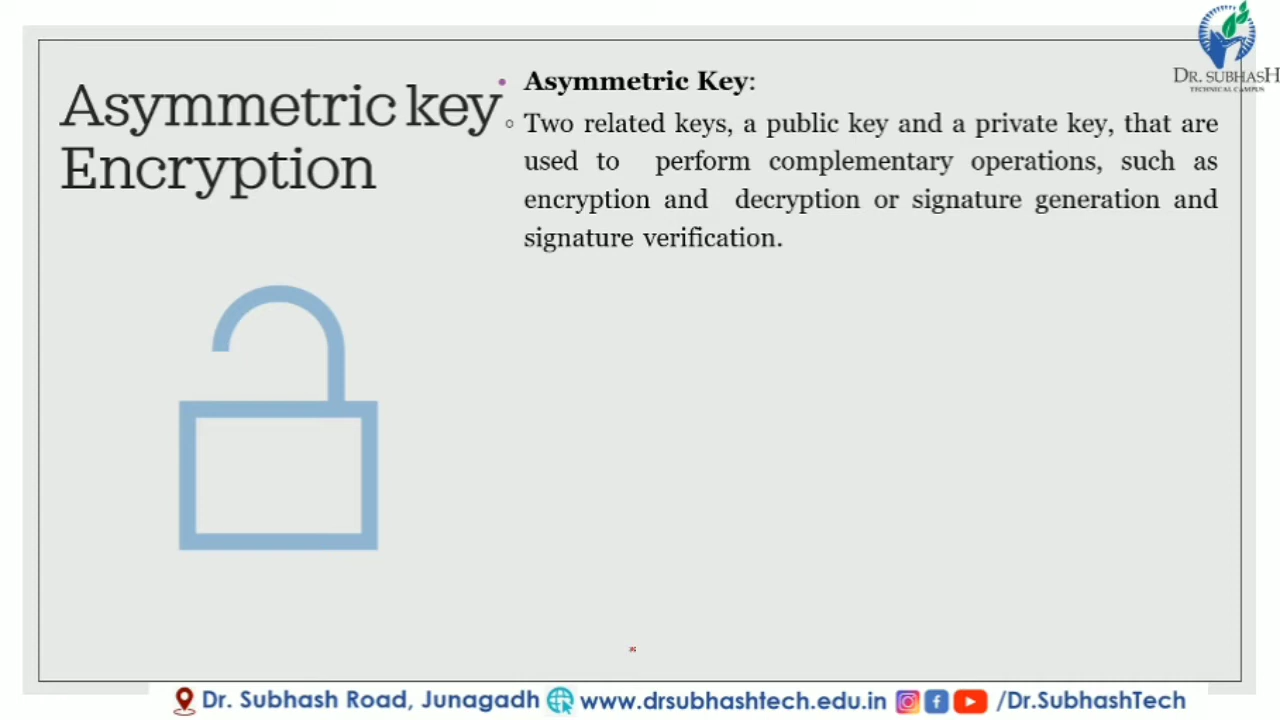 Asymmetric key
Encryption
• Asymmetric Key:
◦ Two related keys, a public key and a private key, that are
used to perform complementary operations, such as
encryption and decryption or signature generation and
signature verification.
DR. SUBHASH
TECHNICAL CAMPUS
Dr. Subhash Road, Junagadh www.drsubhashtech.edu.in /Dr.SubhashTech